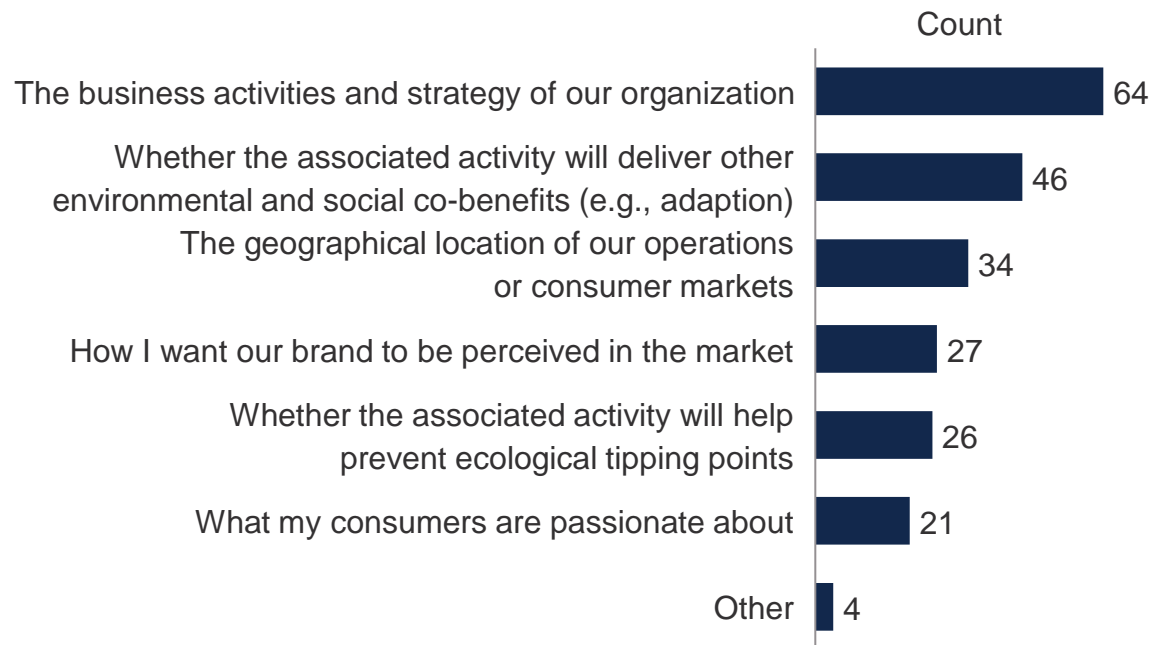 Count
The business activities and strategy of our organization 64
Whether the associated activity will deliver other
environmental and social co-benefits (e.g., adaption) 46
The geographical location of our operations
or consumer markets 34
How I want our brand to be perceived in the market 27
Whether the associated activity will help
prevent ecological tipping points 26
What my consumers are passionate about 21
Other 4